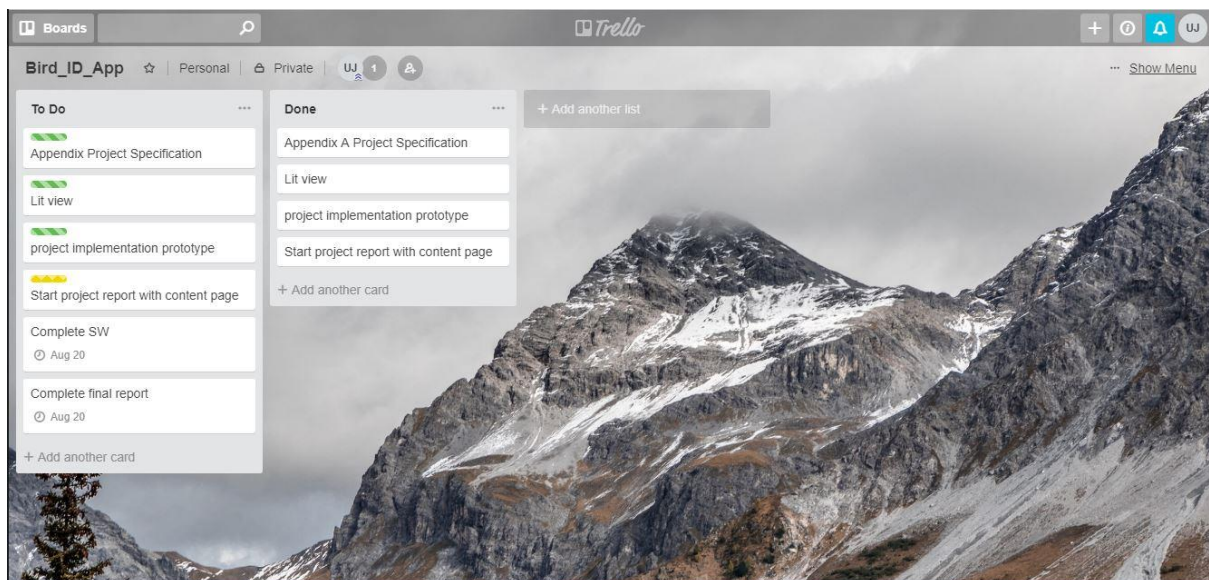 Boards
Trello
UJ
Bird_ID_App
Personal
Private
UJ
1
Show Menu
To Do
Appendix Project Specification
Lit view
project implementation prototype
Start project report with content page
Complete SW
Aug 20
Complete final report
Aug 20
+ Add another card
Done
Appendix A Project Specification
Lit view
project implementation prototype
Start project report with content page
+ Add another card
+ Add another list